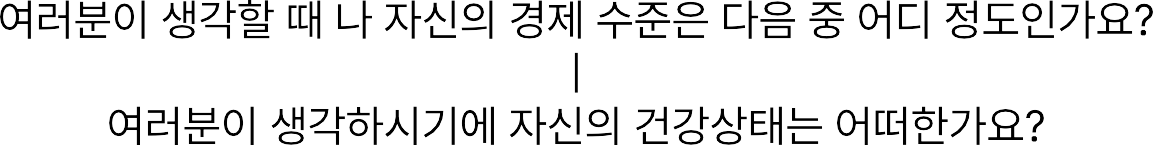 여러분이 생각할 때 나 자신의 경제 수준은 다음 중 어디 정도인가요?
|
여러분이 생각하시기에 자신의 건강상태는 어떠한가요?